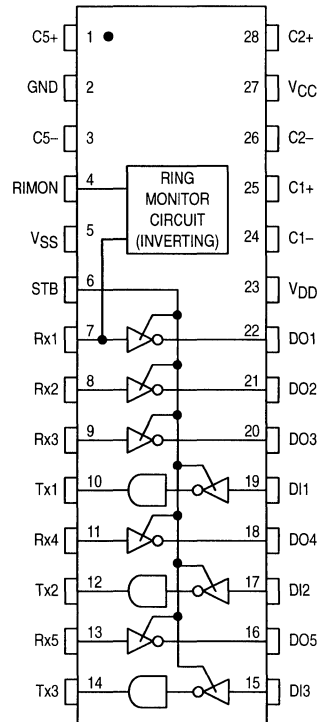 C5+ 1 28 C2+
GND 2 27 VCC
C5– 3 26 C2–
RIMON 4 RING MONITOR CIRCUIT (INVERTING) 25 C1+
VSS 5 24 C1–
STB 6 23 VDD
Rx1 7 22 DO1
Rx2 8 21 DO2
Rx3 9 20 DO3
Tx1 10 19 DI1
Rx4 11 18 DO4
Tx2 12 17 DI2
Rx5 13 16 DO5
Tx3 14 15 DI3